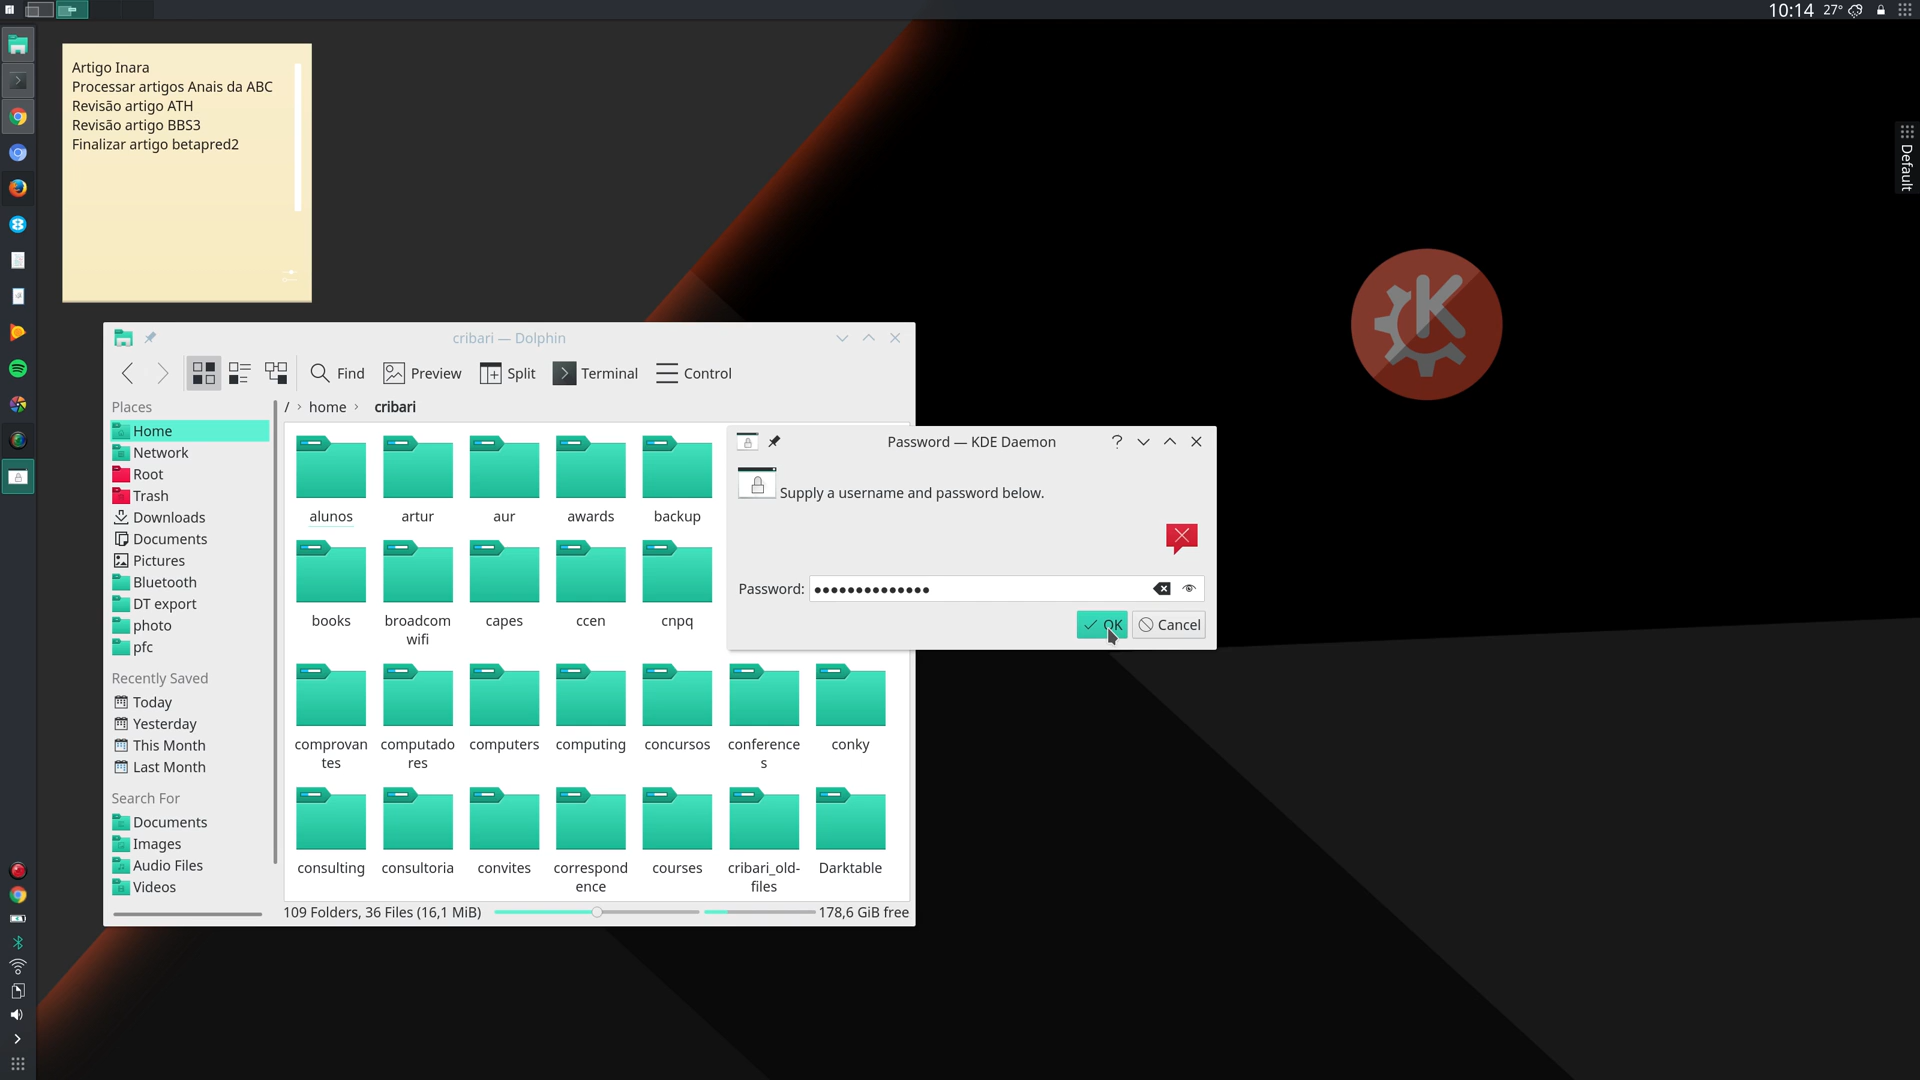 10:14 27°
Artigo Inara
Processar artigos Anais da ABC
Revisão artigo ATH
Revisão artigo BBS3
Finalizar artigo betapred2
Default
cribari — Dolphin
Find Preview Split Terminal Control
Places
Home
Network
Root
Trash
Downloads
Documents
Pictures
Bluetooth
DT export
photo
pfc
Recently Saved
Today
Yesterday
This Month
Last Month
Search For
Documents
Images
Audio Files
Videos
/ › home › cribari
alunos artur aur awards backup
books broadcom capes ccen cnpq
wifi
comprovan computado computers computing concursos conference conky
tes res s
consulting consultoria convites correspond courses cribari_old- Darktable
ence files
109 Folders, 36 Files (16,1 MiB) 178,6 GiB free
Password — KDE Daemon
Supply a username and password below.
Password: ●●●●●●●●●●●●●●
OK Cancel
K